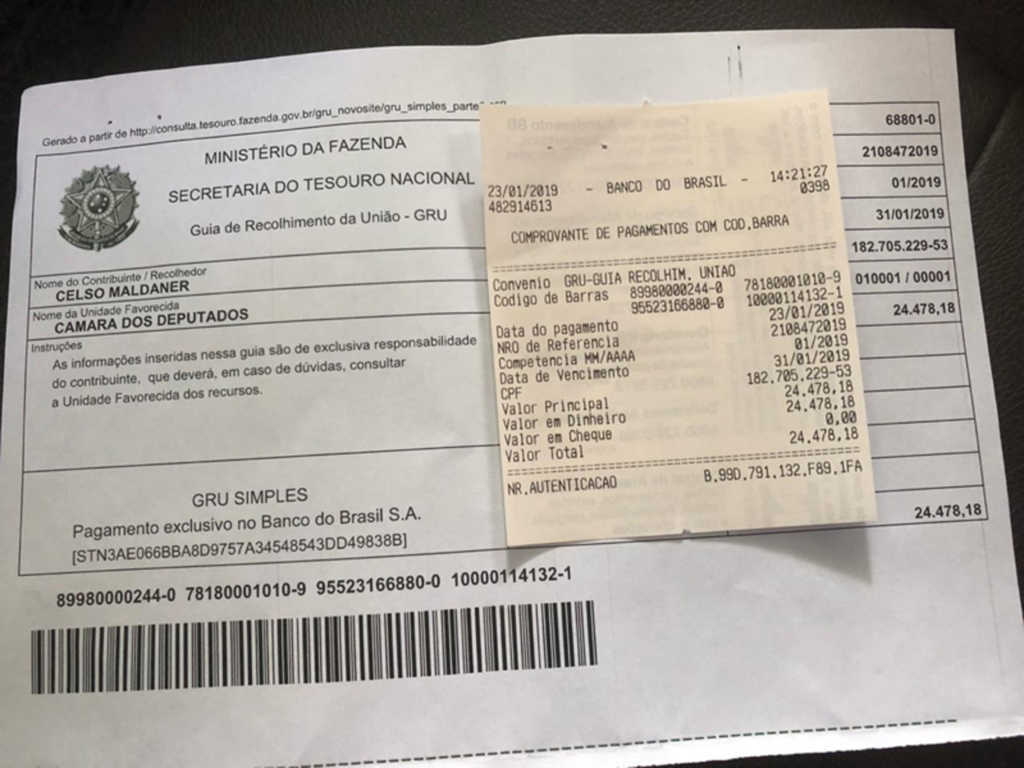 Gerado a partir de http://consulta.tesouro.fazenda.gov.br/gru_novosite/gru_simples_parte
MINISTÉRIO DA FAZENDA
SECRETARIA DO TESOURO NACIONAL
Guia de Recolhimento da União - GRU
Nome do Contribuinte / Recolhedor
CELSO MALDANER
Nome da Unidade Favorecida
CAMARA DOS DEPUTADOS
Instruções
As informações inseridas nessa guia são de exclusiva responsabilidade
do contribuinte, que deverá, em caso de dúvidas, consultar
a Unidade Favorecida dos recursos.
GRU SIMPLES
Pagamento exclusivo no Banco do Brasil S.A.
[STN3AE066BBA8D9757A34548543DD49838B]
89980000244-0 78180001010-9 95523166880-0 10000114132-1
23/01/2019 - BANCO DO BRASIL - 14:21:27
482914613 0398
COMPROVANTE DE PAGAMENTOS COM COD.BARRA
Convenio GRU-GUIA RECOLHIM. UNIAO
Codigo de Barras 89980000244-0 78180001010-9
95523166880-0 10000114132-1
Data do pagamento 23/01/2019
NRO de Referencia 2108472019
Competencia MM/AAAA 01/2019
Data de Vencimento 31/01/2019
CPF 182.705.229-53
Valor Principal 24.478,18
Valor em Dinheiro 24.478,18
Valor em Cheque 0,00
Valor Total 24.478,18
NR.AUTENTICACAO B.99D.791.132.F89.1FA
68801-0
2108472019
01/2019
31/01/2019
182.705.229-53
010001 / 00001
24.478,18
24.478,18